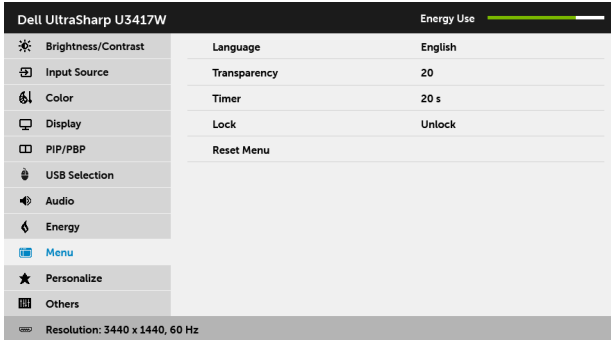 Dell UltraSharp U3417W Energy Use
Brightness/Contrast Language English
Input Source Transparency 20
Color Timer 20 s
Display Lock Unlock
PIP/PBP Reset Menu
USB Selection
Audio
Energy
Menu
Personalize
Others
Resolution: 3440 x 1440, 60 Hz